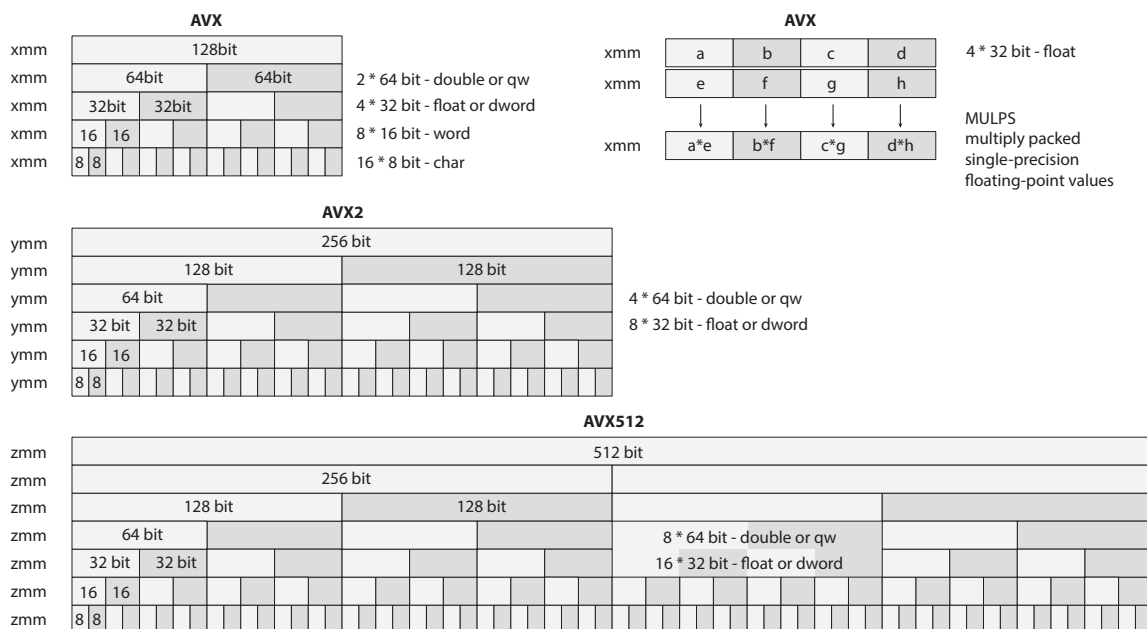 AVX
xmm 128bit
xmm 64bit 64bit 2 * 64 bit - double or qw
xmm 32bit 32bit 4 * 32 bit - float or dword
xmm 16 16 8 * 16 bit - word
xmm 8 8 16 * 8 bit - char
AVX
xmm a b c d 4 * 32 bit - float
xmm e f g h
xmm a*e b*f c*g d*h
MULPS
multiply packed
single-precision
floating-point values
AVX2
ymm 256 bit
ymm 128 bit 128 bit
ymm 64 bit 4 * 64 bit - double or qw
ymm 32 bit 32 bit 8 * 32 bit - float or dword
ymm 16 16
ymm 8 8
AVX512
zmm 512 bit
zmm 256 bit
zmm 128 bit 128 bit
zmm 64 bit 8 * 64 bit - double or qw
zmm 32 bit 32 bit 16 * 32 bit - float or dword
zmm 16 16
zmm 8 8